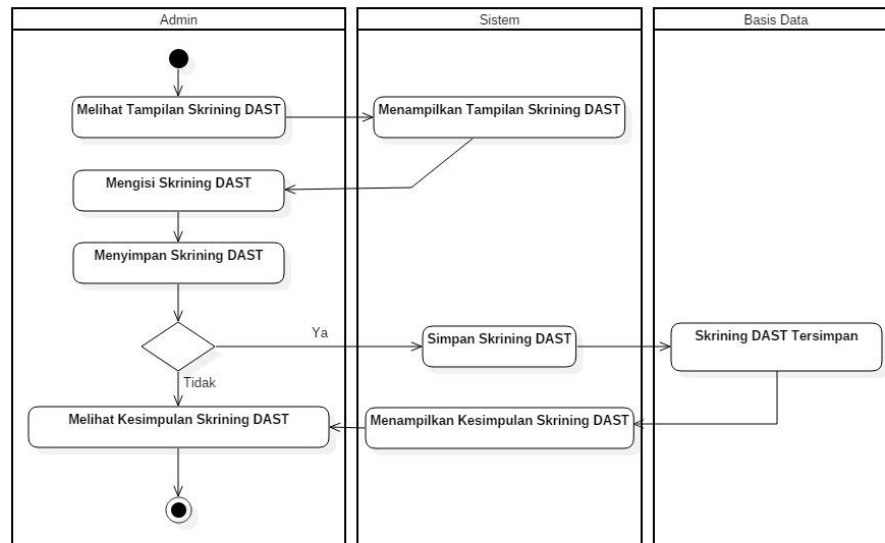 Admin
Sistem
Basis Data
Melihat Tampilan Skrining DAST
Menampilkan Tampilan Skrining DAST
Mengisi Skrining DAST
Menyimpan Skrining DAST
Ya
Simpan Skrining DAST
Skrining DAST Tersimpan
Tidak
Melihat Kesimpulan Skrining DAST
Menampilkan Kesimpulan Skrining DAST